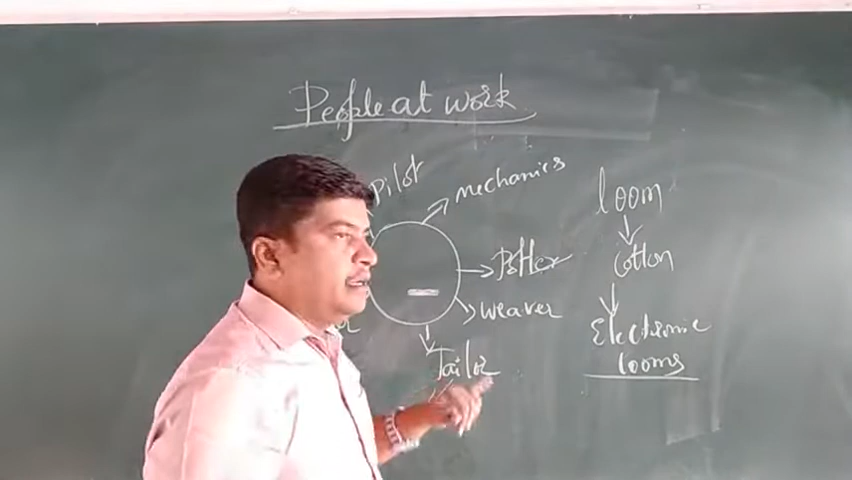 People at work
Pilot
mechanics
Potter
weaver
Tailor
loom
Cotton
Electronic
looms